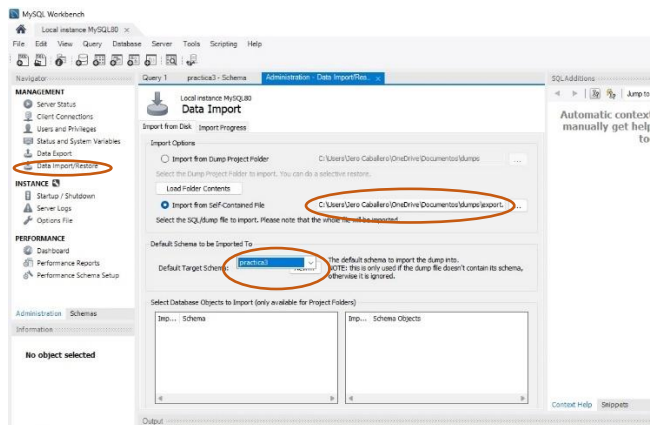 MySQL Workbench
Local instance MySQL80 ×
File Edit View Query Database Server Tools Scripting Help
Navigator
Query 1 practica3 - Schema Administration - Data Import/Res... ×
SQLAdditions
MANAGEMENT
Server Status
Client Connections
Users and Privileges
Status and System Variables
Data Export
Data Import/Restore
INSTANCE
Startup / Shutdown
Server Logs
Options File
PERFORMANCE
Dashboard
Performance Reports
Performance Schema Setup
Administration Schemas
Information
No object selected
Local instance MySQL80
Data Import
Import from Disk Import Progress
Import Options
Import from Dump Project Folder C:\Users\Jero Caballero\OneDrive\Documentos\dumps ...
Select the Dump Project Folder to import. You can do a selective restore.
Load Folder Contents
Import from Self-Contained File C:\Users\Jero Caballero\OneDrive\Documentos\dumps\export. ...
Select the SQL/dump file to import. Please note that the whole file will be imported.
Default Schema to be Imported To
Default Target Schema: practica3
The default schema to import the dump into.
NOTE: this is only used if the dump file doesn't contain its schema,
otherwise it is ignored.
Select Database Objects to Import (only available for Project Folders)
Imp... Schema
Imp... Schema Objects
Output
Jump to
Automatic context
manually get help
to
Context Help Snippets